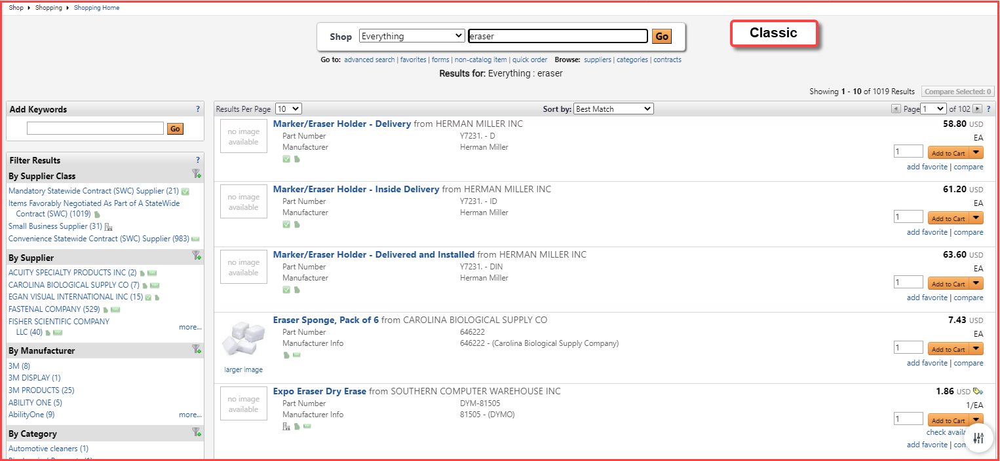 Shop Shopping Shopping Home
Classic
Shop Everything eraser Go
Go to: advanced search | favorites | forms | non-catalog item | quick order Browse: suppliers | categories | contracts
Results for: Everything : eraser
Showing 1 - 10 of 1019 Results Compare Selected: 0
Add Keywords ?
Go
Filter Results ?
By Supplier Class
Mandatory Statewide Contract (SWC) Supplier (21)
Items Favorably Negotiated As Part of A StateWide
Contract (SWC) (1019)
Small Business Supplier (31)
Convenience Statewide Contract (SWC) Supplier (983)
By Supplier
ACUITY SPECIALTY PRODUCTS INC (2)
CAROLINA BIOLOGICAL SUPPLY CO (7)
EGAN VISUAL INTERNATIONAL INC (15)
FASTENAL COMPANY (529)
FISHER SCIENTIFIC COMPANY
LLC (40)
more...
By Manufacturer
3M (8)
3M DISPLAY (1)
3M PRODUCTS (25)
ABILITY ONE (5)
AbilityOne (9) more...
By Category
Automotive cleaners (1)
Results Per Page 10 Sort by: Best Match Page 1 of 102 ?
no image
available
Marker/Eraser Holder - Delivery from HERMAN MILLER INC 58.80 USD
Part Number Y7231. - D EA
Manufacturer Herman Miller
1 Add to Cart
add favorite | compare
no image
available
Marker/Eraser Holder - Inside Delivery from HERMAN MILLER INC 61.20 USD
Part Number Y7231. - ID EA
Manufacturer Herman Miller
1 Add to Cart
add favorite | compare
no image
available
Marker/Eraser Holder - Delivered and Installed from HERMAN MILLER INC 63.60 USD
Part Number Y7231. - DIN EA
Manufacturer Herman Miller
1 Add to Cart
add favorite | compare
Eraser Sponge, Pack of 6 from CAROLINA BIOLOGICAL SUPPLY CO 7.43 USD
Part Number 646222 EA
Manufacturer Info 646222 - (Carolina Biological Supply Company)
1 Add to Cart
larger image
add favorite | compare
no image
available
Expo Eraser Dry Erase from SOUTHERN COMPUTER WAREHOUSE INC 1.86 USD
Part Number DYM-81505 1/EA
Manufacturer Info 81505 - (DYMO)
1 Add to Cart
check availa
add favorite | con